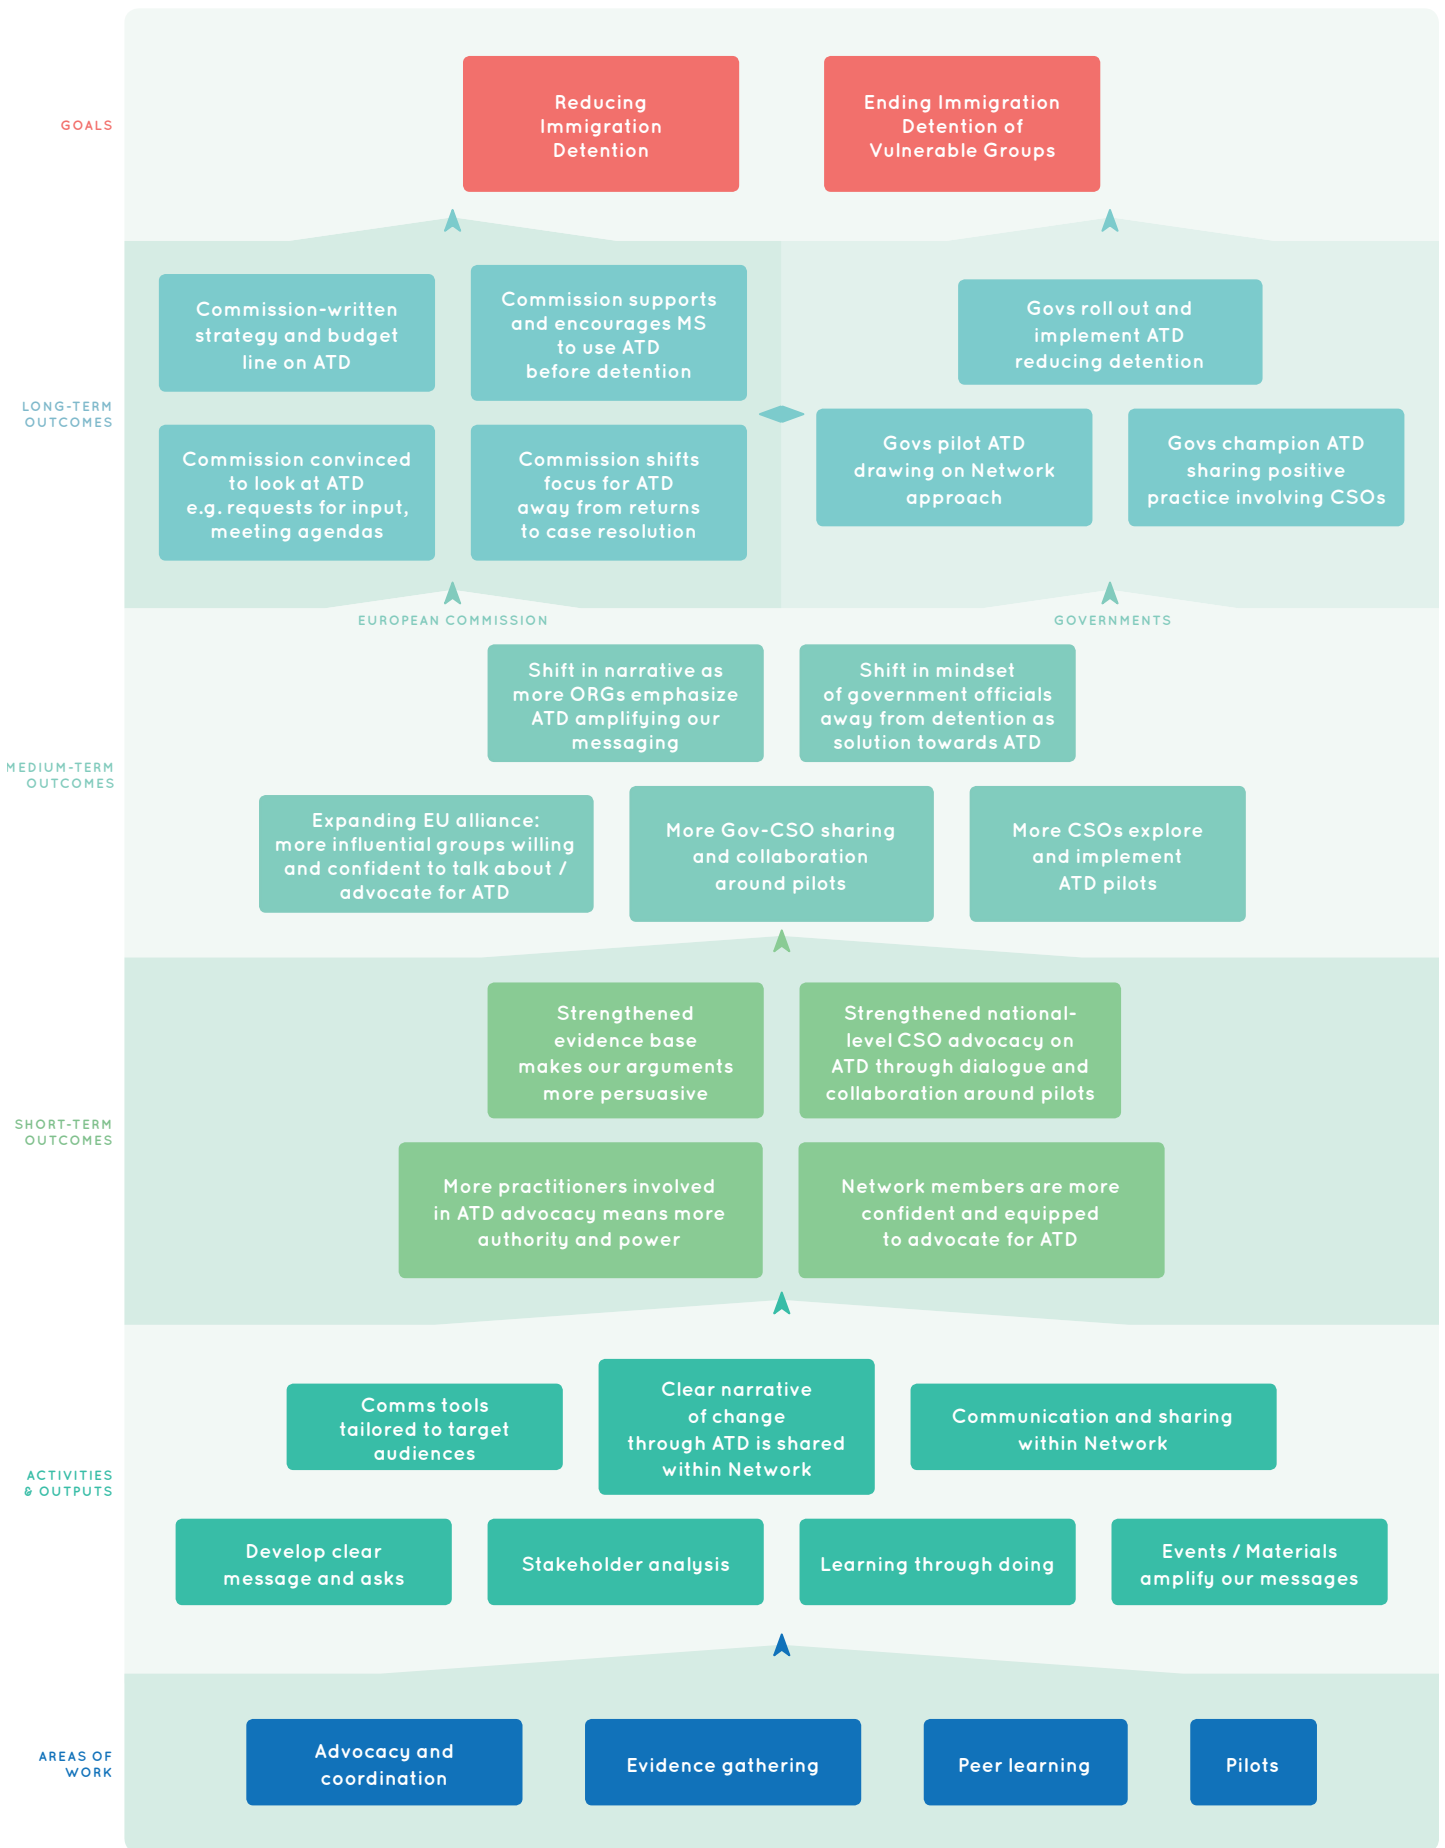 GOALS
Reducing
Immigration
Detention
Ending Immigration
Detention of
Vulnerable Groups
LONG-TERM
OUTCOMES
Commission-written
strategy and budget
line on ATD
Commission supports
and encourages MS
to use ATD
before detention
Commission convinced
to look at ATD
e.g. requests for input,
meeting agendas
Commission shifts
focus for ATD
away from returns
to case resolution
Govs roll out and
implement ATD
reducing detention
Govs pilot ATD
drawing on Network
approach
Govs champion ATD
sharing positive
practice involving CSOs
EUROPEAN COMMISSION
GOVERNMENTS
MEDIUM-TERM
OUTCOMES
Shift in narrative as
more ORGs emphasize
ATD amplifying our
messaging
Shift in mindset
of government officials
away from detention as
solution towards ATD
Expanding EU alliance:
more influential groups willing
and confident to talk about /
advocate for ATD
More Gov-CSO sharing
and collaboration
around pilots
More CSOs explore
and implement
ATD pilots
SHORT-TERM
OUTCOMES
Strengthened
evidence base
makes our arguments
more persuasive
Strengthened national-
level CSO advocacy on
ATD through dialogue and
collaboration around pilots
More practitioners involved
in ATD advocacy means more
authority and power
Network members are more
confident and equipped
to advocate for ATD
ACTIVITIES
& OUTPUTS
Comms tools
tailored to target
audiences
Clear narrative
of change
through ATD is shared
within Network
Communication and sharing
within Network
Develop clear
message and asks
Stakeholder analysis
Learning through doing
Events / Materials
amplify our messages
AREAS OF
WORK
Advocacy and
coordination
Evidence gathering
Peer learning
Pilots